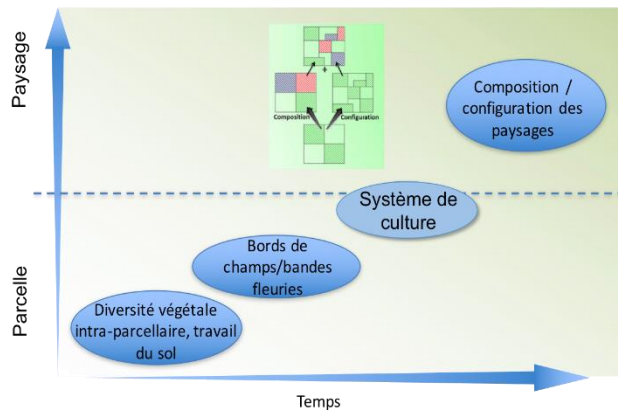 Paysage
Composition
Configuration
Composition /
configuration des
paysages
Système de
culture
Bords de
champs/bandes
fleuries
Parcelle
Diversité végétale
intra-parcellaire, travail
du sol
Temps